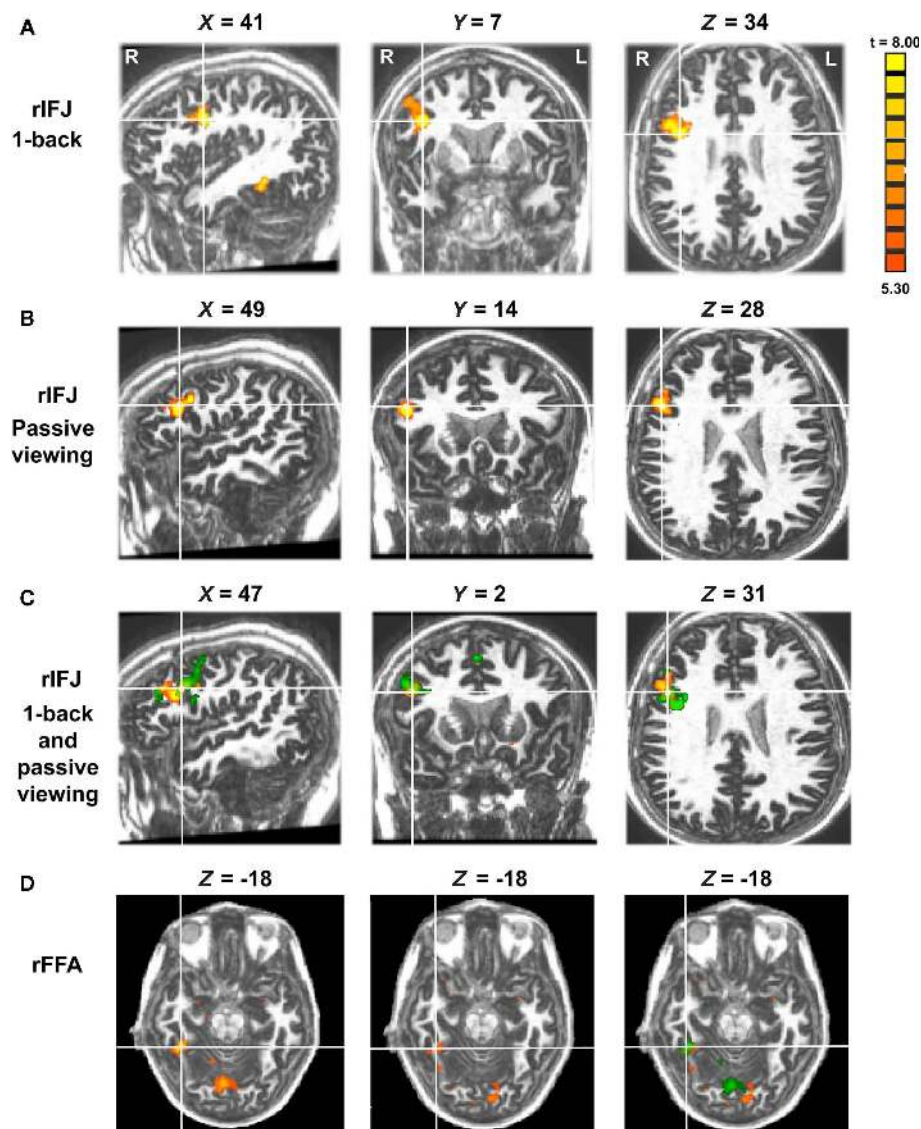 A
X = 41
Y = 7
Z = 34
R
R
L
R
L
t = 8.00
rIFJ
1-back
5.30
B
X = 49
Y = 14
Z = 28
rIFJ
Passive
viewing
C
X = 47
Y = 2
Z = 31
rIFJ
1-back
and
passive
viewing
D
Z = -18
Z = -18
Z = -18
rFFA